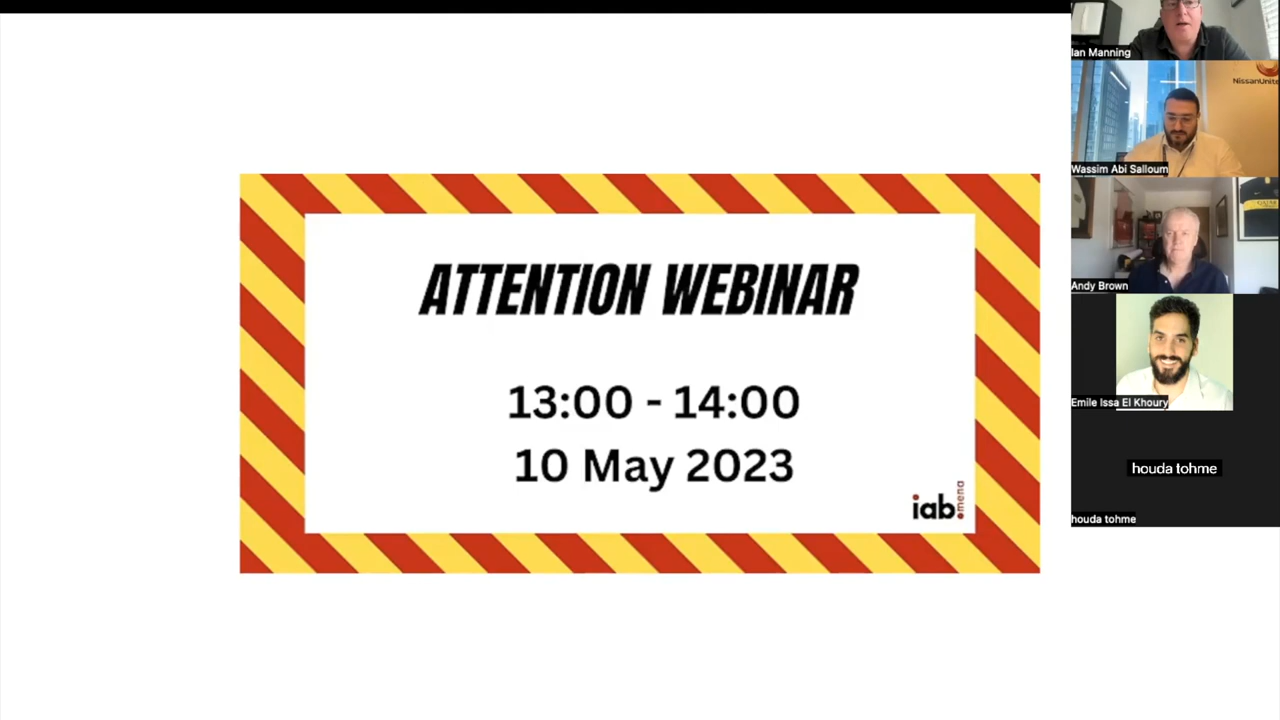 ATTENTION WEBINAR
13:00 - 14:00
10 May 2023
iab mena
Ian Manning
NissanUnite
Wassim Abi Salloum
Andy Brown
Emile Issa El Khoury
houda tohme
houda tohme